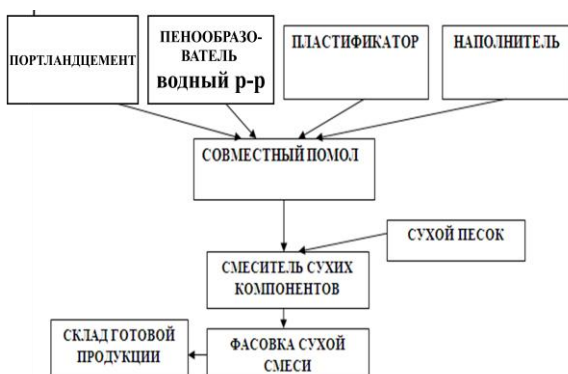 ПОРТЛАНДЦЕМЕНТ
ПЕНООБРАЗО-
ВАТЕЛЬ
водный р-р
ПЛАСТИФИКАТОР
НАПОЛНИТЕЛЬ
СОВМЕСТНЫЙ ПОМОЛ
СУХОЙ ПЕСОК
СМЕСИТЕЛЬ СУХИХ
КОМПОНЕНТОВ
СКЛАД ГОТОВОЙ
ПРОДУКЦИИ
ФАСОВКА СУХОЙ
СМЕСИ